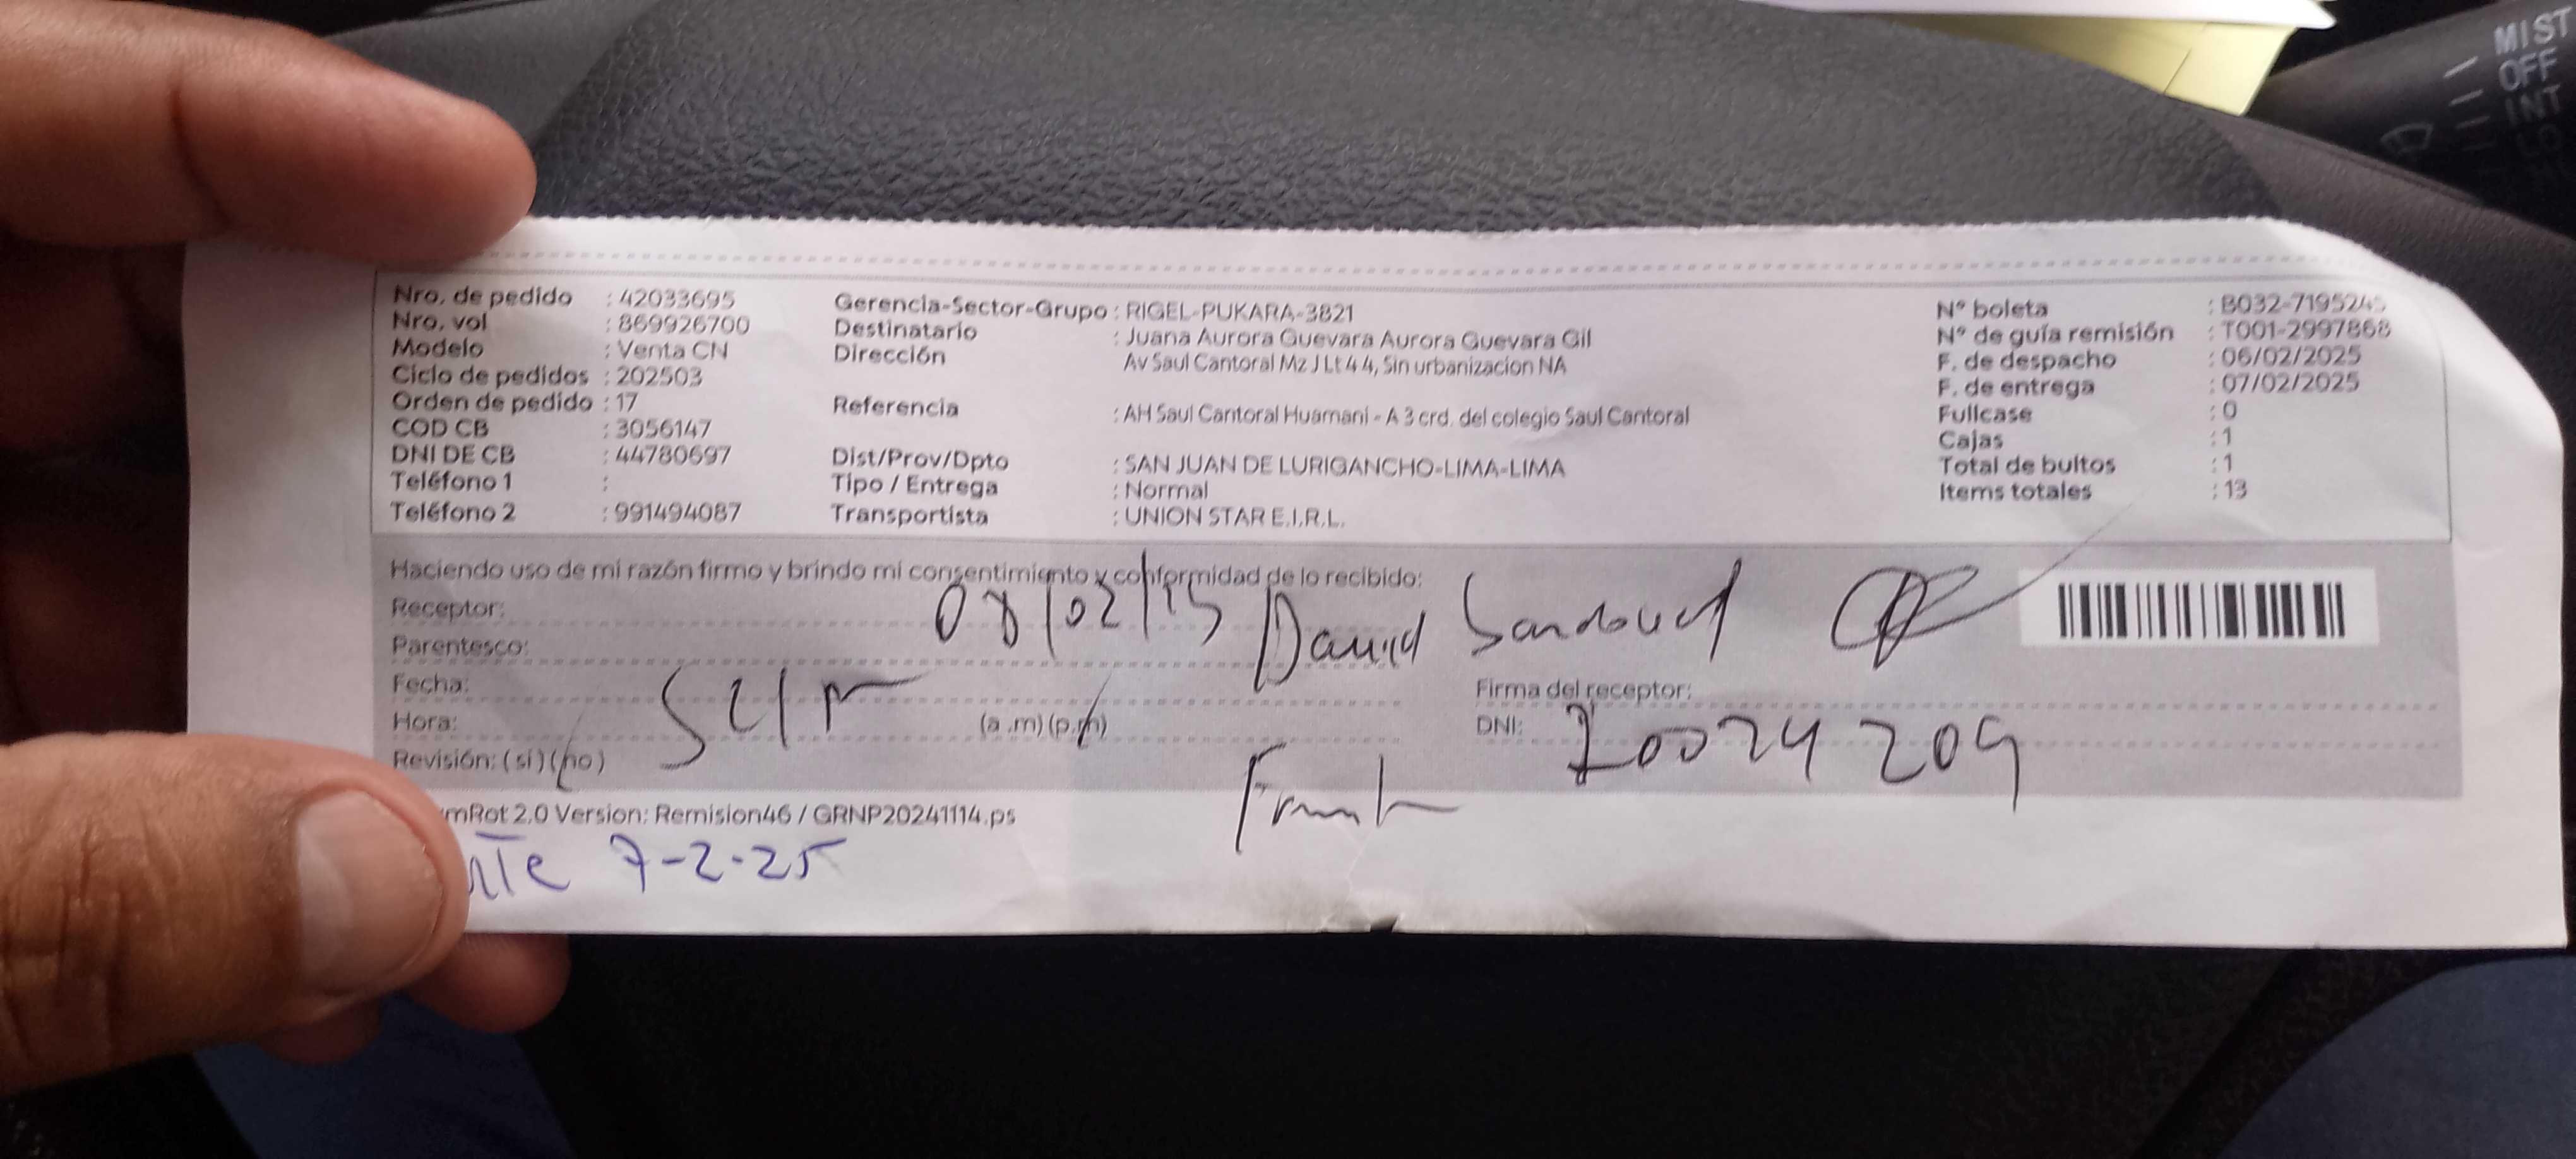 Nro. de pedido : 42033695
Nro. vol : 869926700
Modelo : Venta CN
Ciclo de pedidos : 202503
Orden de pedido : 17
COD CB : 3056147
DNI DE CB : 44780697
Teléfono 1 :
Teléfono 2 : 991494087
Gerencia-Sector-Grupo : RIGEL-PUKARA-3821
Destinatario : Juana Aurora Guevara Aurora Guevara Gil
Dirección Av Saul Cantoral Mz J Lt 4 4, Sin urbanizacion NA
Referencia : AH Saul Cantoral Huamani - A 3 crd. del colegio Saul Cantoral
Dist/Prov/Dpto : SAN JUAN DE LURIGANCHO-LIMA-LIMA
Tipo / Entrega : Normal
Transportista : UNION STAR E.I.R.L.
N° boleta
N° de guía remisión : T001-2997868
F. de despacho : 06/02/2025
F. de entrega : 07/02/2025
Fullcase : 0
Cajas : 1
Total de bultos : 1
Items totales : 13
Haciendo uso de mi razón firmo y brindo mi consentimiento y conformidad de lo recibido:
Receptor:
David Sandoval
Parentesco:
Fecha:
Firma del receptor:
Hora: (a .m) (p.m)
DNI: 70024209
Revisión: ( si ) ( no )
mRot 2.0 Version: Remision46 / GRNP20241114.ps
7-2-25
MIST
OFF
INT